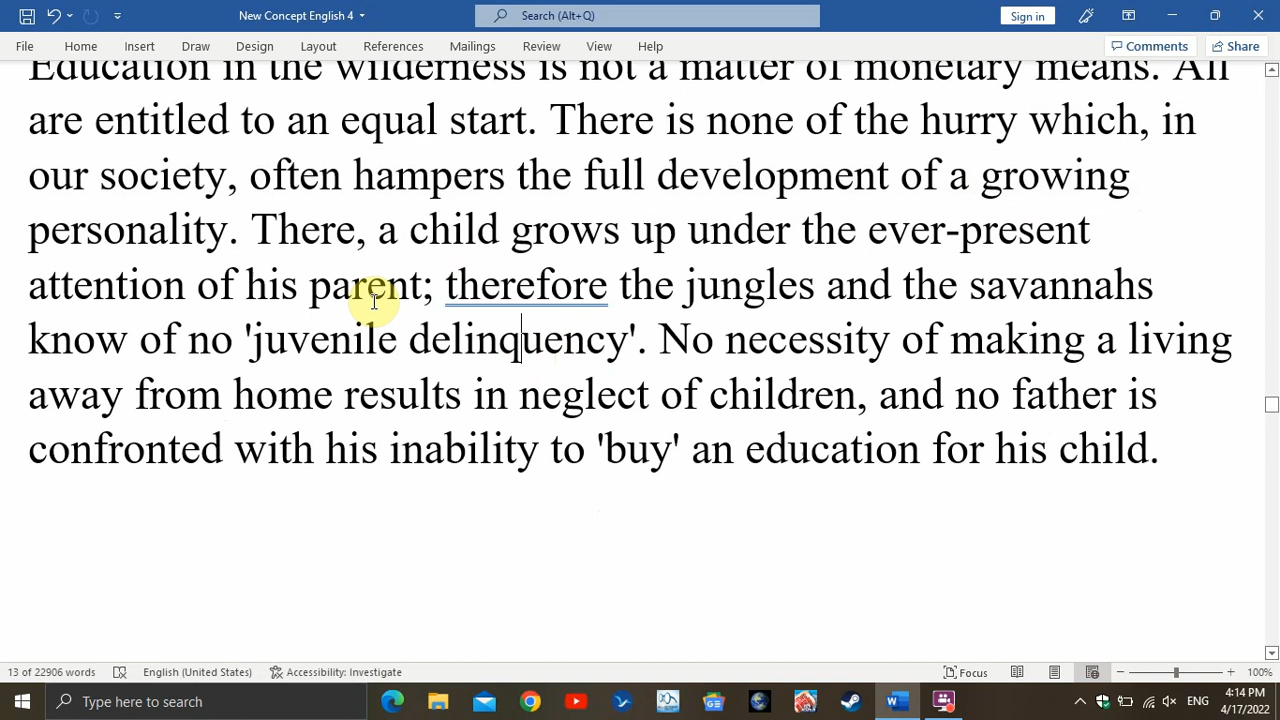 New Concept English 4
Search (Alt+Q)
Sign in
File Home Insert Draw Design Layout References Mailings Review View Help
Comments Share
Education in the wilderness is not a matter of monetary means. All
are entitled to an equal start. There is none of the hurry which, in
our society, often hampers the full development of a growing
personality. There, a child grows up under the ever-present
attention of his parent; therefore the jungles and the savannahs
know of no 'juvenile delinquency'. No necessity of making a living
away from home results in neglect of children, and no father is
confronted with his inability to 'buy' an education for his child.
13 of 22906 words English (United States) Accessibility: Investigate Focus 100%
Type here to search
ENG
4:14 PM
4/17/2022